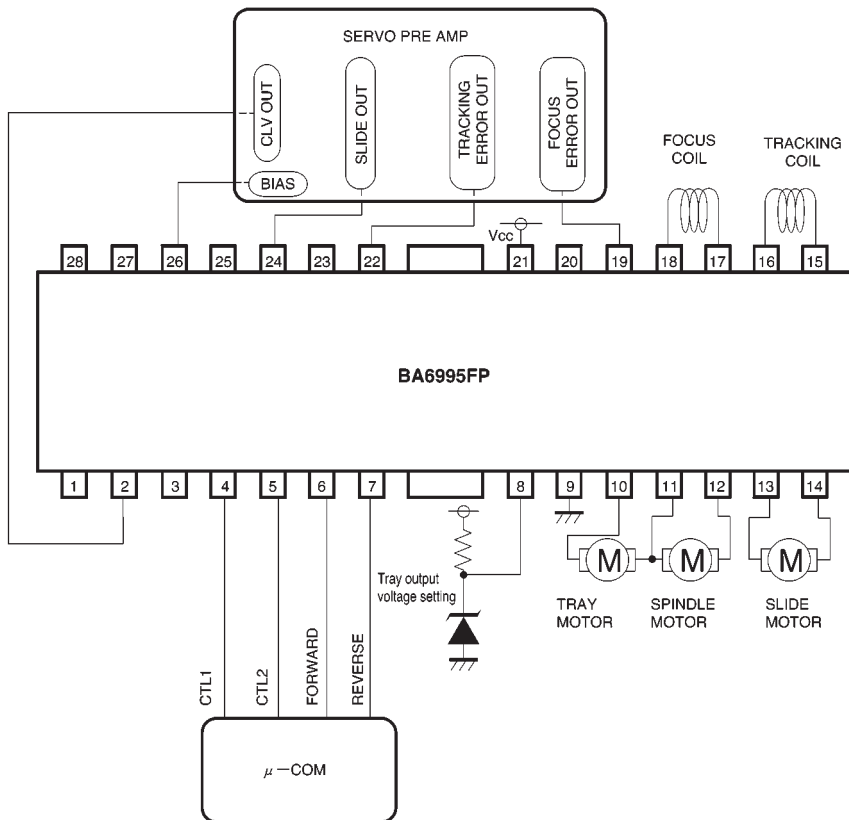 SERVO PRE AMP
CLV OUT
SLIDE OUT
TRACKING
ERROR OUT
FOCUS
ERROR OUT
BIAS
FOCUS
COIL
TRACKING
COIL
Vcc
28 27 26 25 24 23 22 21 20 19 18 17 16 15
BA6995FP
1 2 3 4 5 6 7 8 9 10 11 12 13 14
Tray output
voltage setting
M M M
TRAY
MOTOR
SPINDLE
MOTOR
SLIDE
MOTOR
CTL1
CTL2
FORWARD
REVERSE
μ－COM